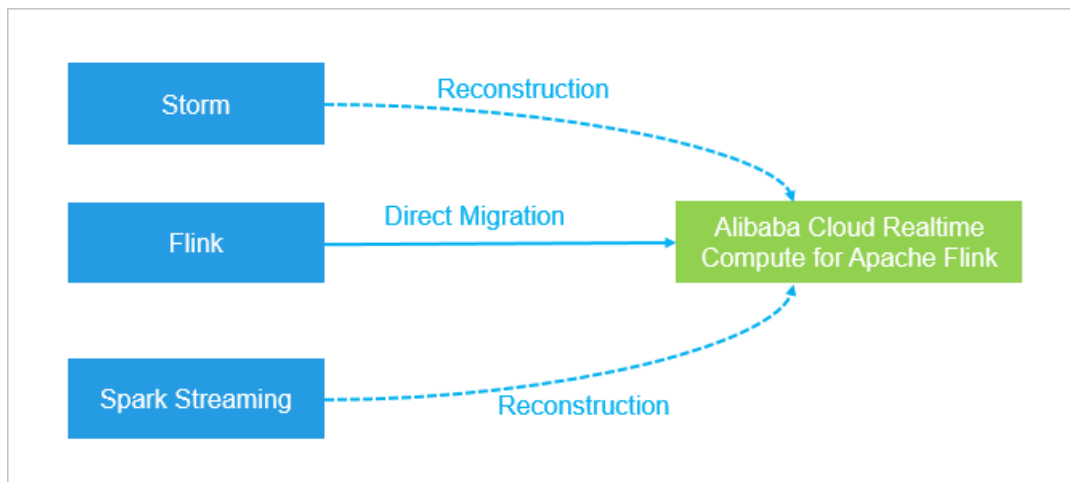 Storm
Reconstruction
Flink
Direct Migration
Alibaba Cloud Realtime
Compute for Apache Flink
Spark Streaming
Reconstruction